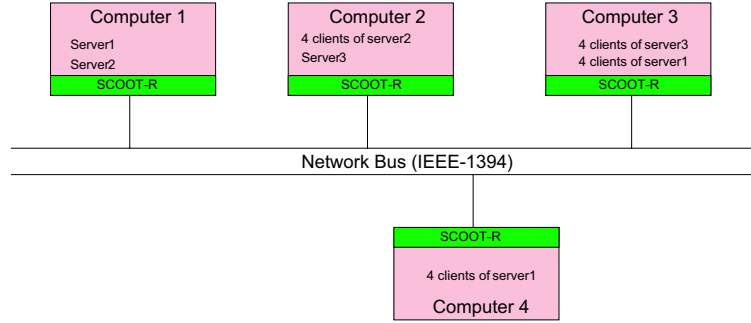 Computer 1
Server1
Server2
SCOOT-R
Computer 2
4 clients of server2
Server3
SCOOT-R
Computer 3
4 clients of server3
4 clients of server1
SCOOT-R
Network Bus (IEEE-1394)
SCOOT-R
4 clients of server1
Computer 4